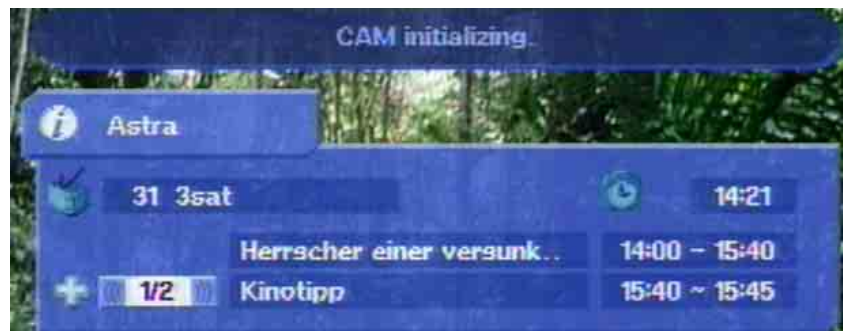 CAM initializing.
Astra
31 3sat 14:21
Herrscher einer versunk.. 14:00 ~ 15:40
1/2 Kinotipp 15:40 ~ 15:45